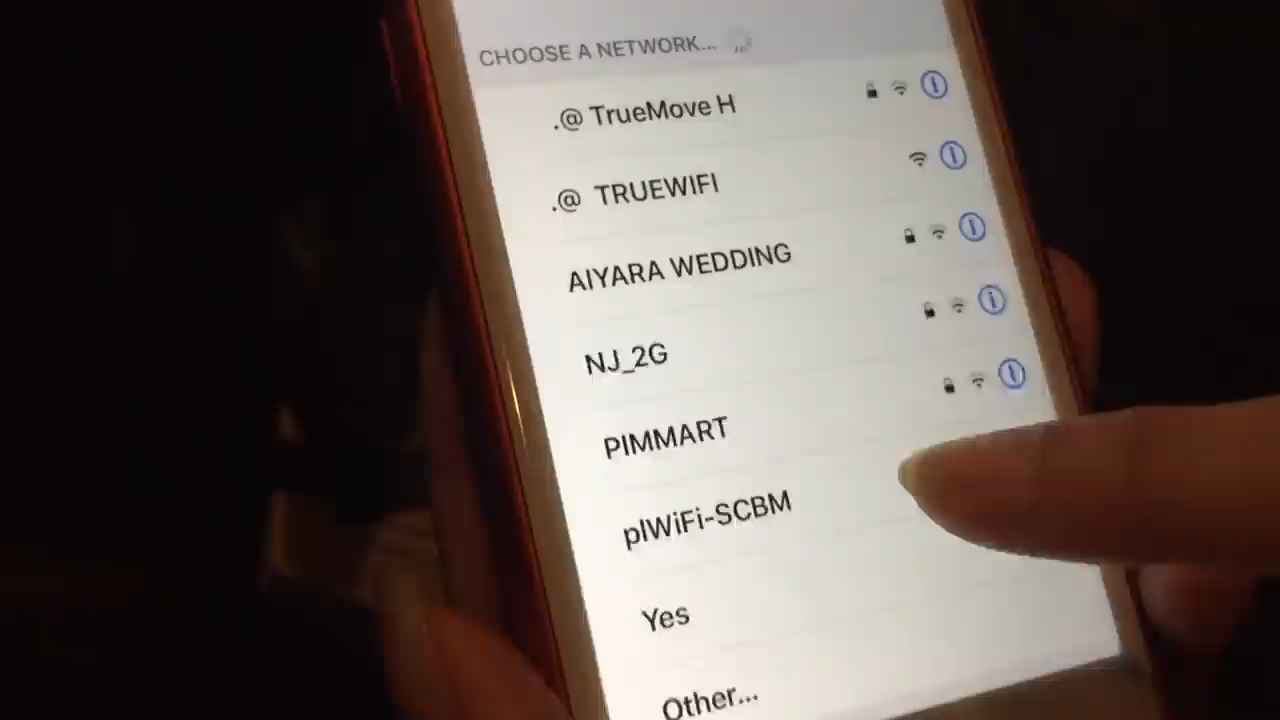 CHOOSE A NETWORK...
.@ TrueMove H
.@ TRUEWIFI
AIYARA WEDDING
NJ_2G
PIMMART
plWiFi-SCBM
Yes
Other...